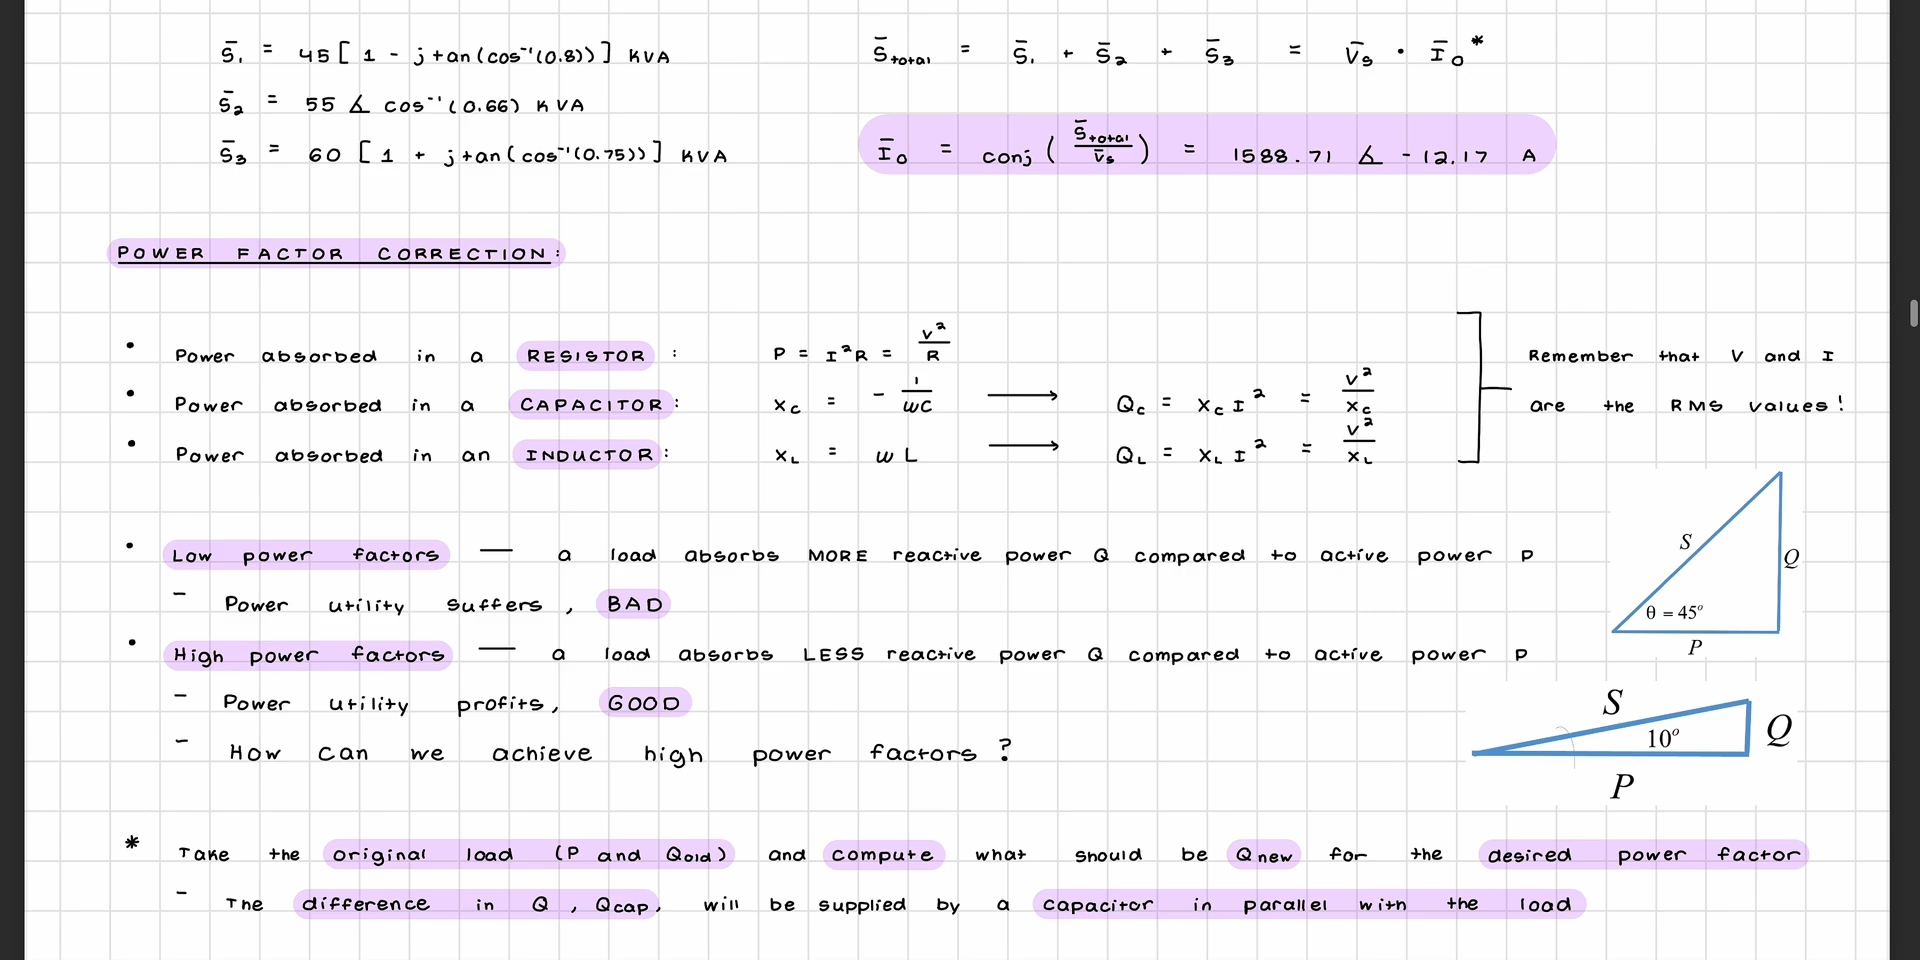 S̄₁ = 45 [ 1 - j tan (cos⁻¹(0.8)) ] KVA
S̄₂ = 55 ∡ cos⁻¹ (0.66) KVA
S̄₃ = 60 [ 1 + j tan (cos⁻¹(0.75)) ] KVA
S̄total = S̄₁ + S̄₂ + S̄₃ = V̄s · Ī₀*
Ī₀ = conj ( S̄total / V̄s ) = 1588.71 ∡ -12.17 A
POWER FACTOR CORRECTION:
• Power absorbed in a RESISTOR : P = I²R = V²/R
• Power absorbed in a CAPACITOR: Xc = - 1/ωC → Qc = Xc I² = V²/Xc
• Power absorbed in an INDUCTOR: XL = ωL → QL = XL I² = V²/XL
Remember that V and I
are the RMS values!
• Low power factors — a load absorbs MORE reactive power Q compared to active power P
- Power utility suffers, BAD
• High power factors — a load absorbs LESS reactive power Q compared to active power P
- Power utility profits, GOOD
- How can we achieve high power factors?
S
Q
θ = 45°
P
S
10°
Q
P
* Take the original load (P and Qold) and compute what should be Qnew for the desired power factor
- The difference in Q, Qcap, will be supplied by a capacitor in parallel with the load